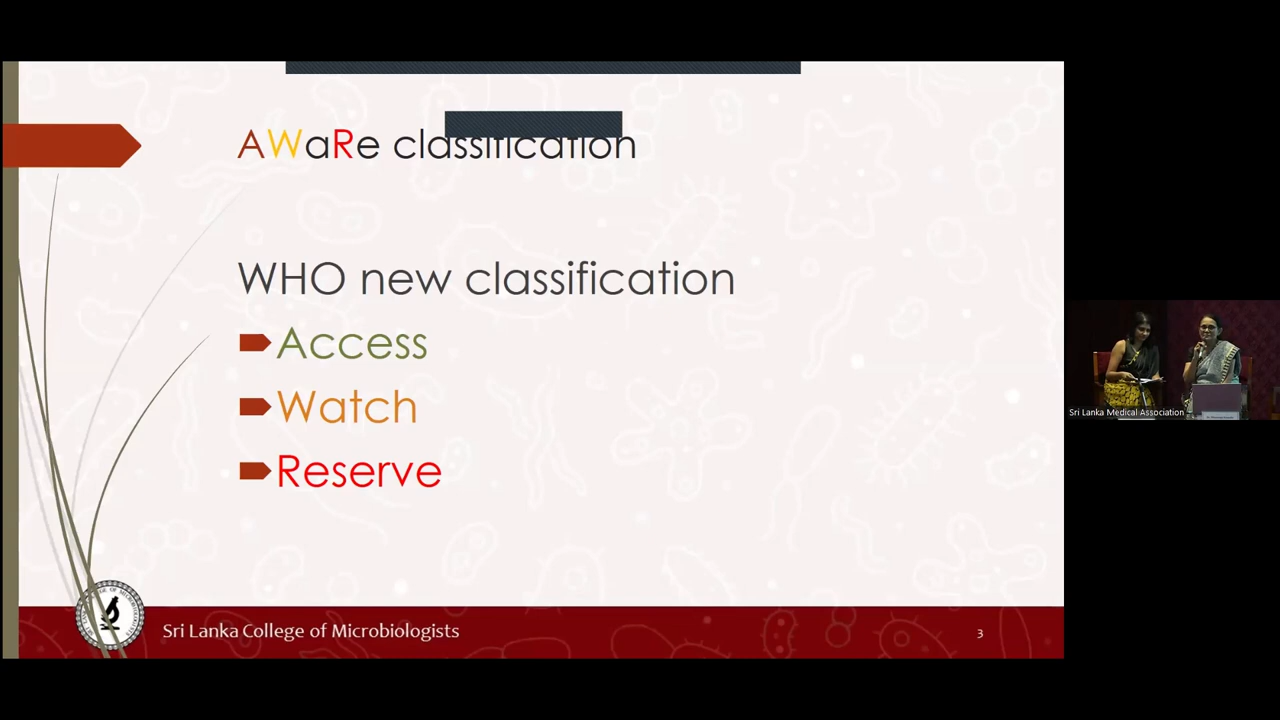 AWaRe classification
WHO new classification
Access
Watch
Reserve
Sri Lanka College of Microbiologists
3
Sri Lanka Medical Association